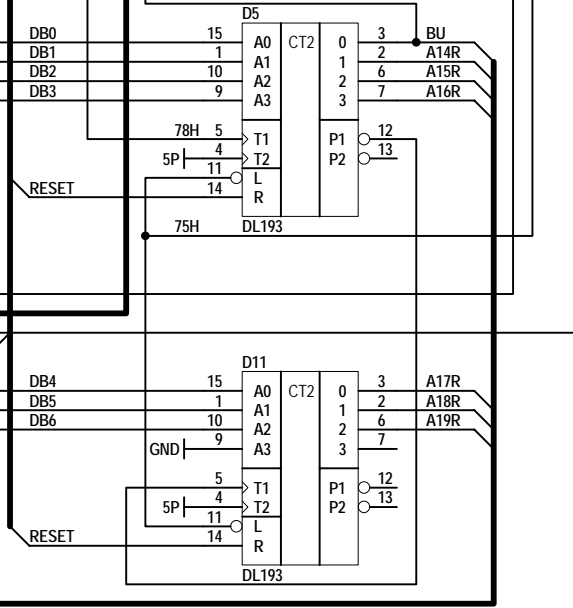 D5
DB0 15 A0 CT2 0 3 BU
DB1 1 A1 1 2 A14R
DB2 10 A2 2 6 A15R
DB3 9 A3 3 7 A16R
78H 5 T1 P1 12
5P 4 T2 P2 13
11 L
RESET 14 R
75H DL193
D11
DB4 15 A0 CT2 0 3 A17R
DB5 1 A1 1 2 A18R
DB6 10 A2 2 6 A19R
GND 9 A3 3 7
5 T1 P1 12
5P 4 T2 P2 13
11 L
RESET 14 R
DL193